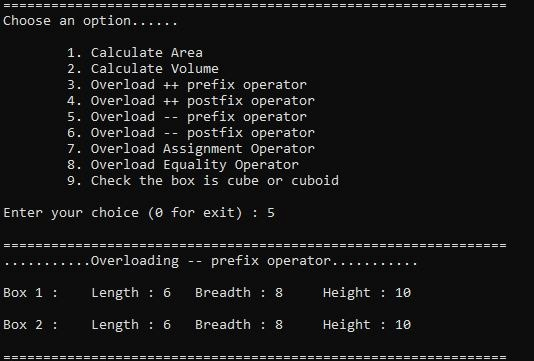 ===============================================================
Choose an option......
1. Calculate Area
2. Calculate Volume
3. Overload ++ prefix operator
4. Overload ++ postfix operator
5. Overload -- prefix operator
6. Overload -- postfix operator
7. Overload Assignment Operator
8. Overload Equality Operator
9. Check the box is cube or cuboid
Enter your choice (0 for exit) : 5
===============================================================
...........Overloading -- prefix operator...........
Box 1 :    Length : 6   Breadth : 8     Height : 10
Box 2 :    Length : 6   Breadth : 8     Height : 10
===============================================================